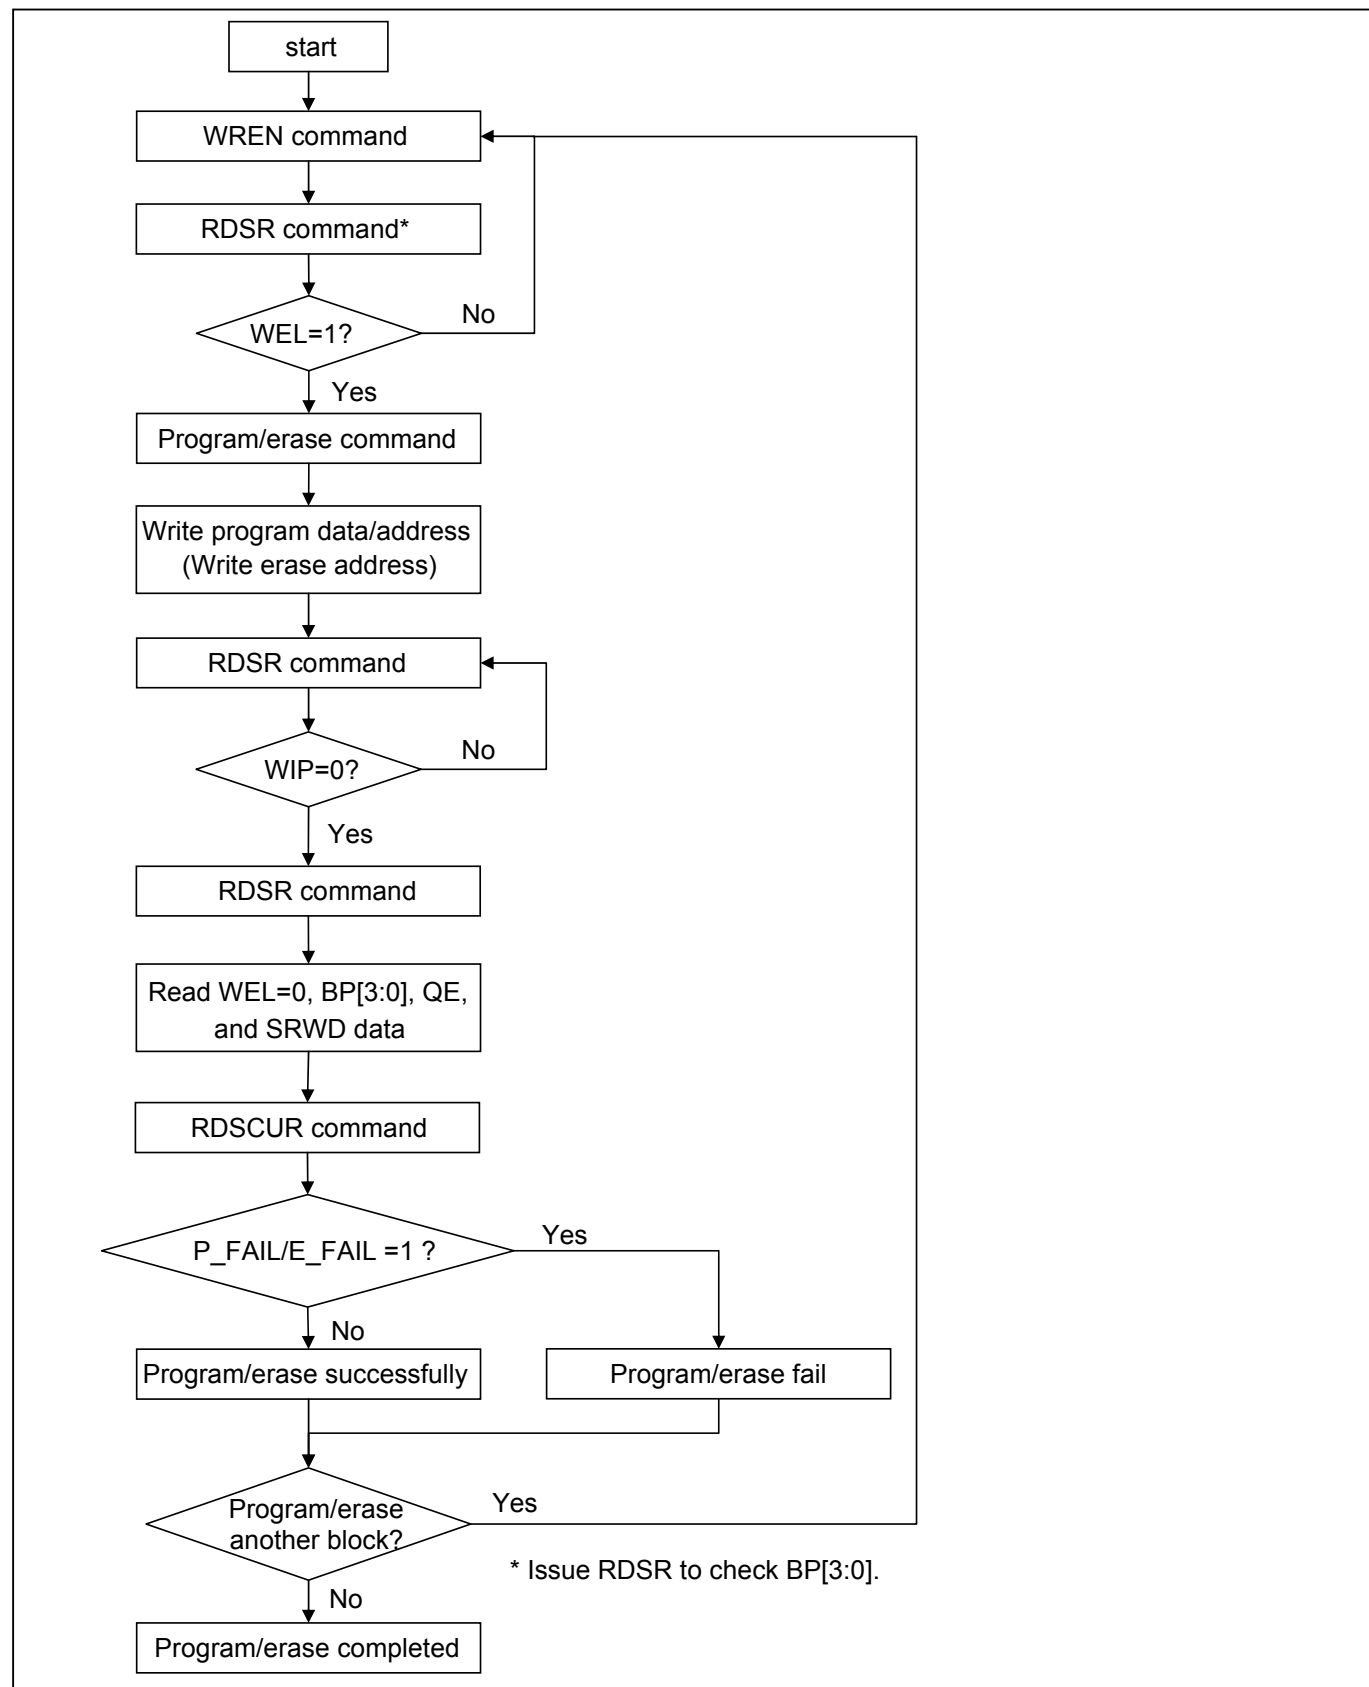 start
WREN command
RDSR command*
WEL=1?
No
Yes
Program/erase command
Write program data/address
(Write erase address)
RDSR command
WIP=0?
No
Yes
RDSR command
Read WEL=0, BP[3:0], QE,
and SRWD data
RDSCUR command
P_FAIL/E_FAIL =1 ?
Yes
No
Program/erase successfully
Program/erase fail
Program/erase
another block?
Yes
* Issue RDSR to check BP[3:0].
No
Program/erase completed